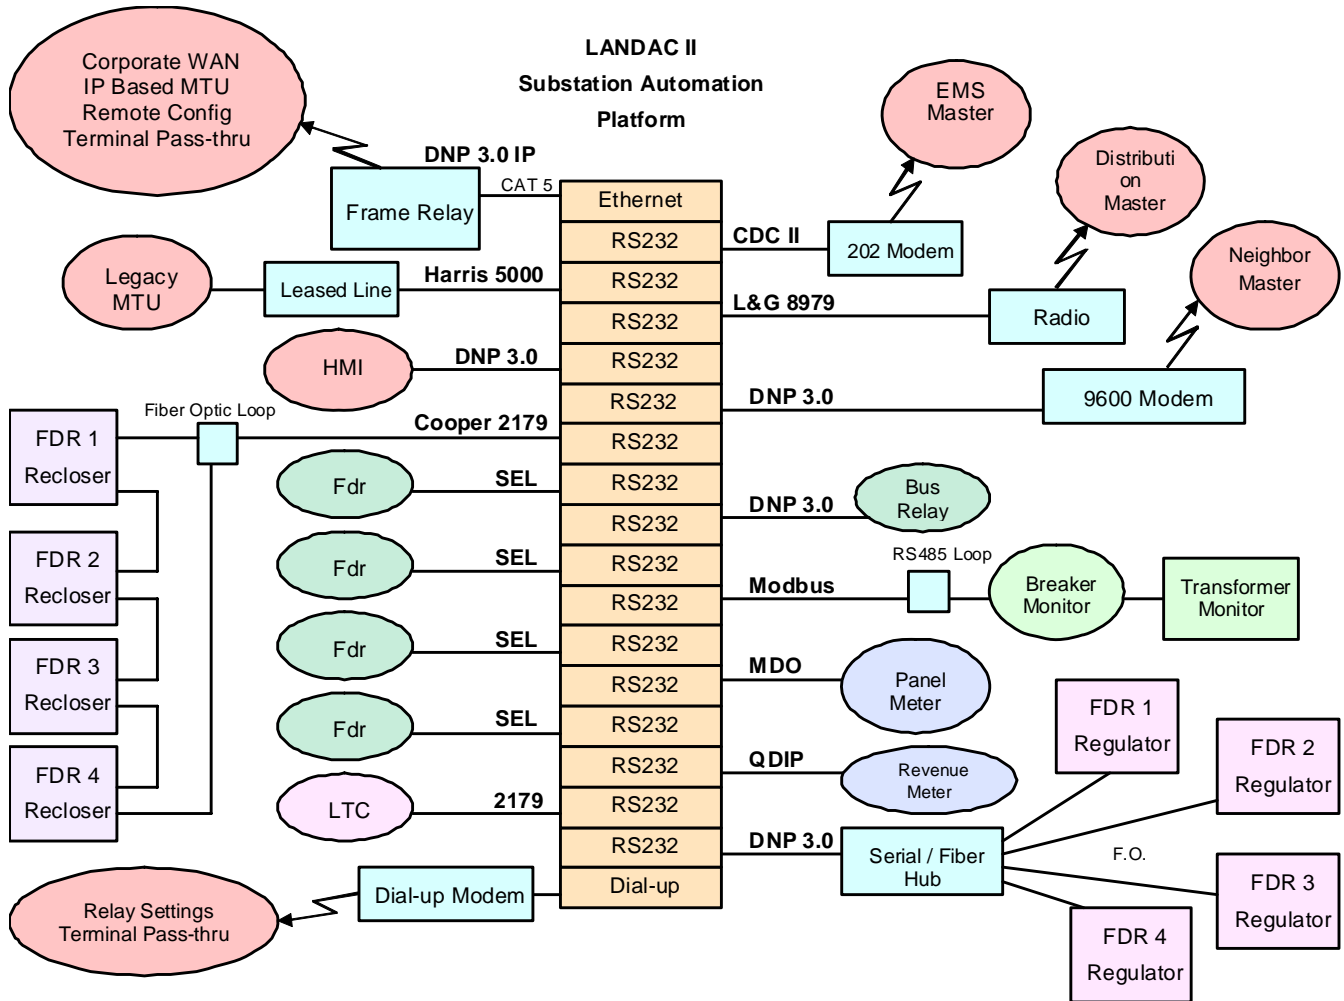 LANDAC II
Substation Automation
Platform
Corporate WAN
IP Based MTU
Remote Config
Terminal Pass-thru
EMS
Master
Distributi
on
Master
Neighbor
Master
DNP 3.0 IP
CAT 5
Frame Relay
Ethernet
RS232
CDC II
202 Modem
Legacy
MTU
Leased Line
Harris 5000
RS232
RS232
L&G 8979
Radio
HMI
DNP 3.0
RS232
RS232
DNP 3.0
9600 Modem
Fiber Optic Loop
Cooper 2179
RS232
FDR 1
Recloser
Fdr
SEL
RS232
RS232
DNP 3.0
Bus
Relay
FDR 2
Recloser
Fdr
SEL
RS232
RS485 Loop
RS232
Modbus
Breaker
Monitor
Transformer
Monitor
FDR 3
Recloser
Fdr
SEL
RS232
RS232
MDO
Panel
Meter
Fdr
SEL
RS232
FDR 4
Recloser
RS232
QDIP
Revenue
Meter
FDR 1
Regulator
FDR 2
Regulator
LTC
2179
RS232
RS232
DNP 3.0
Serial / Fiber
Hub
F.O.
FDR 3
Regulator
FDR 4
Regulator
Dial-up
Dial-up Modem
Relay Settings
Terminal Pass-thru